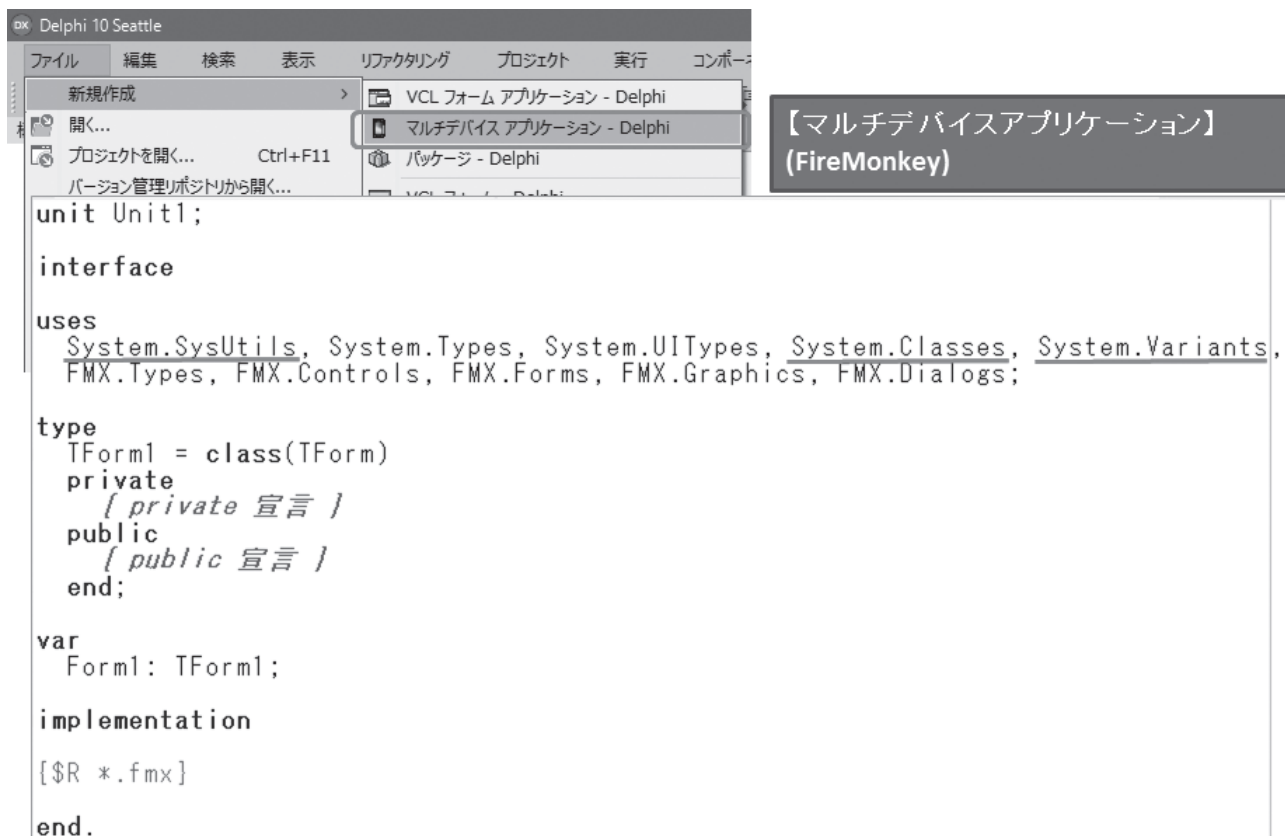 DX Delphi 10 Seattle
ファイル 編集 検索 表示 リファクタリング プロジェクト 実行
新規作成 >
開く...
プロジェクトを開く... Ctrl+F11
バージョン管理リポジトリから開く...
VCL フォーム アプリケーション - Delphi
マルチデバイス アプリケーション - Delphi
パッケージ - Delphi
【マルチデバイスアプリケーション】
(FireMonkey)
unit Unit1;
interface
uses
System.SysUtils, System.Types, System.UITypes, System.Classes, System.Variants,
FMX.Types, FMX.Controls, FMX.Forms, FMX.Graphics, FMX.Dialogs;
type
TForm1 = class(TForm)
private
{ private 宣言 }
public
{ public 宣言 }
end;
var
Form1: TForm1;
implementation
{$R *.fmx}
end.